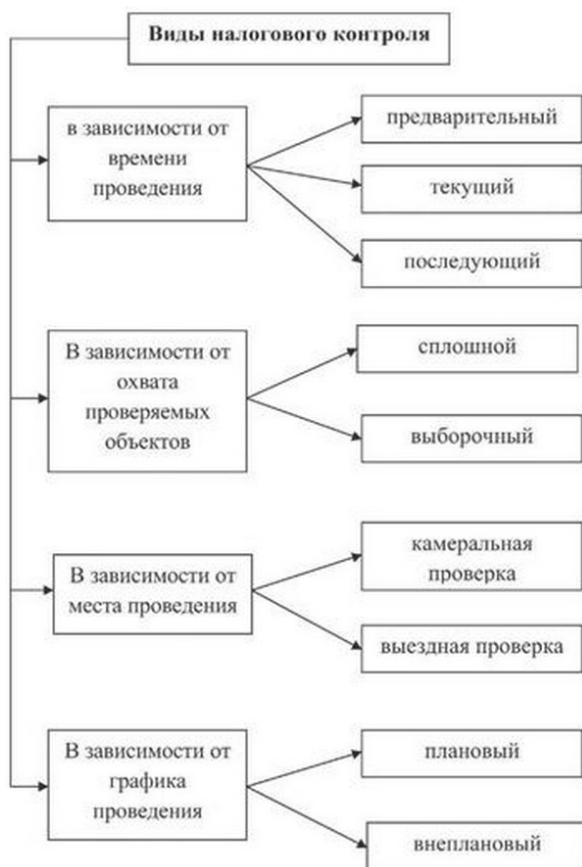 Виды налогового контроля
в зависимости от
времени
проведения
предварительный
текущий
последующий
В зависимости от
охвата
проверяемых
объектов
сплошной
выборочный
В зависимости от
места проведения
камеральная
проверка
выездная проверка
В зависимости от
графика
проведения
плановый
внеплановый